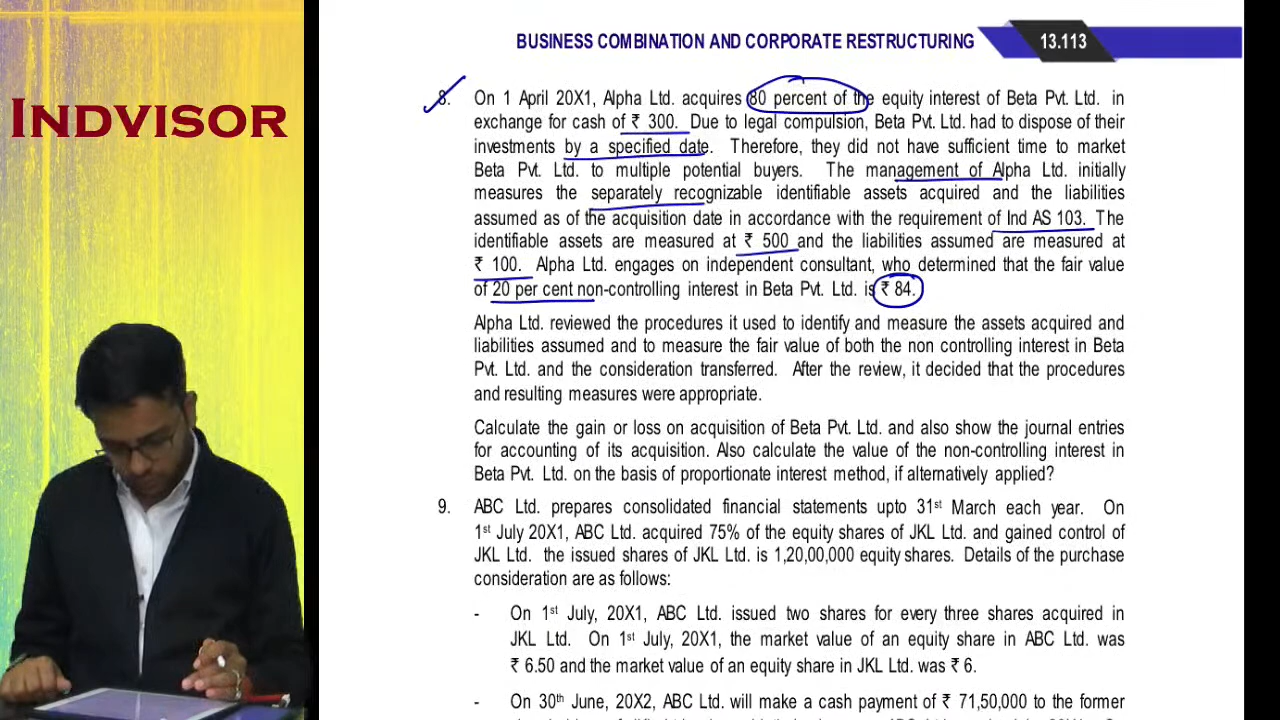 INDVISOR
BUSINESS COMBINATION AND CORPORATE RESTRUCTURING
13.113
8. On 1 April 20X1, Alpha Ltd. acquires 80 percent of the equity interest of Beta Pvt. Ltd. in
exchange for cash of ₹ 300. Due to legal compulsion, Beta Pvt. Ltd. had to dispose of their
investments by a specified date. Therefore, they did not have sufficient time to market
Beta Pvt. Ltd. to multiple potential buyers. The management of Alpha Ltd. initially
measures the separately recognizable identifiable assets acquired and the liabilities
assumed as of the acquisition date in accordance with the requirement of Ind AS 103. The
identifiable assets are measured at ₹ 500 and the liabilities assumed are measured at
₹ 100. Alpha Ltd. engages on independent consultant, who determined that the fair value
of 20 per cent non-controlling interest in Beta Pvt. Ltd. is ₹ 84.
Alpha Ltd. reviewed the procedures it used to identify and measure the assets acquired and
liabilities assumed and to measure the fair value of both the non controlling interest in Beta
Pvt. Ltd. and the consideration transferred. After the review, it decided that the procedures
and resulting measures were appropriate.
Calculate the gain or loss on acquisition of Beta Pvt. Ltd. and also show the journal entries
for accounting of its acquisition. Also calculate the value of the non-controlling interest in
Beta Pvt. Ltd. on the basis of proportionate interest method, if alternatively applied?
9. ABC Ltd. prepares consolidated financial statements upto 31st March each year. On
1st July 20X1, ABC Ltd. acquired 75% of the equity shares of JKL Ltd. and gained control of
JKL Ltd. the issued shares of JKL Ltd. is 1,20,00,000 equity shares. Details of the purchase
consideration are as follows:
- On 1st July, 20X1, ABC Ltd. issued two shares for every three shares acquired in
JKL Ltd. On 1st July, 20X1, the market value of an equity share in ABC Ltd. was
₹ 6.50 and the market value of an equity share in JKL Ltd. was ₹ 6.
- On 30th June, 20X2, ABC Ltd. will make a cash payment of ₹ 71,50,000 to the former